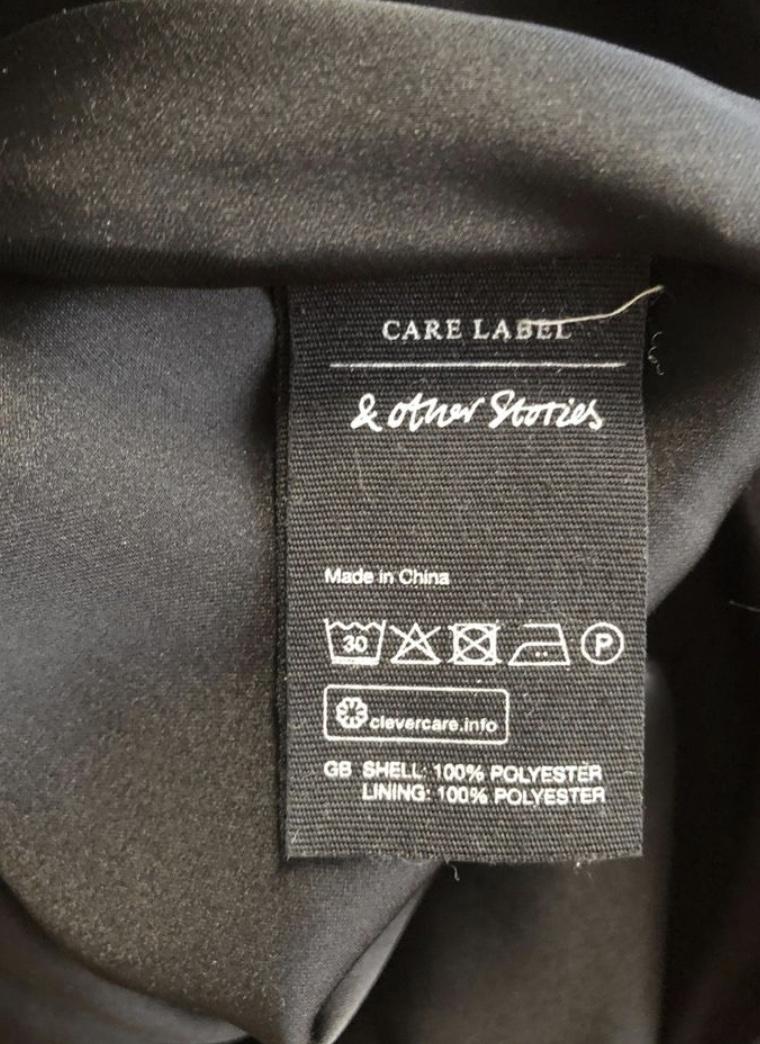 CARE LABEL
& other Stories
Made in China
30 P
clevercare.info
GB SHELL: 100% POLYESTER
LINING: 100% POLYESTER